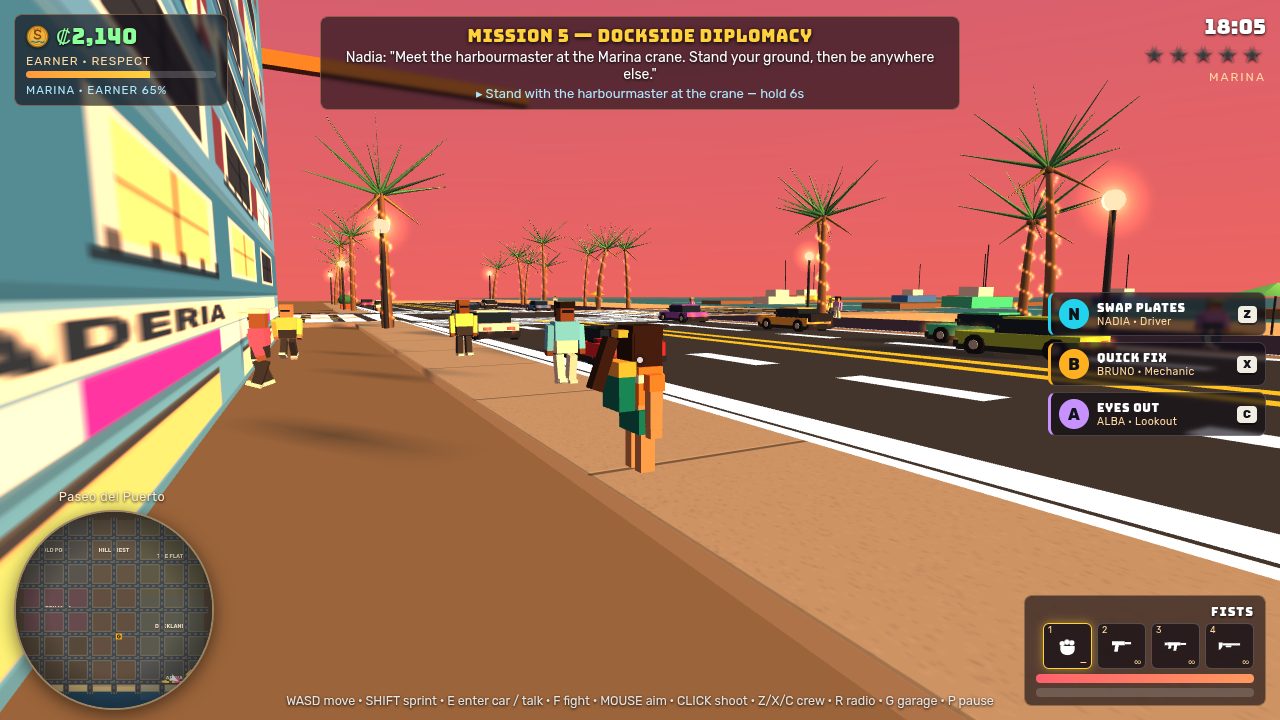 ₡2,140
EARNER • RESPECT
MARINA • EARNER 65%
MISSION 5 — DOCKSIDE DIPLOMACY
Nadia: "Meet the harbourmaster at the Marina crane. Stand your ground, then be anywhere
else."
▸ Stand with the harbourmaster at the crane — hold 6s
18:05
MARINA
N
SWAP PLATES
NADIA • Driver
Z
B
QUICK FIX
BRUNO • Mechanic
X
A
EYES OUT
ALBA • Lookout
C
DERIA
Paseo del Puerto
FISTS
1
2
3
4
∞
∞
∞
WASD move • SHIFT sprint • E enter car / talk • F fight • MOUSE aim • CLICK shoot • Z/X/C crew • R radio • G garage • P pause